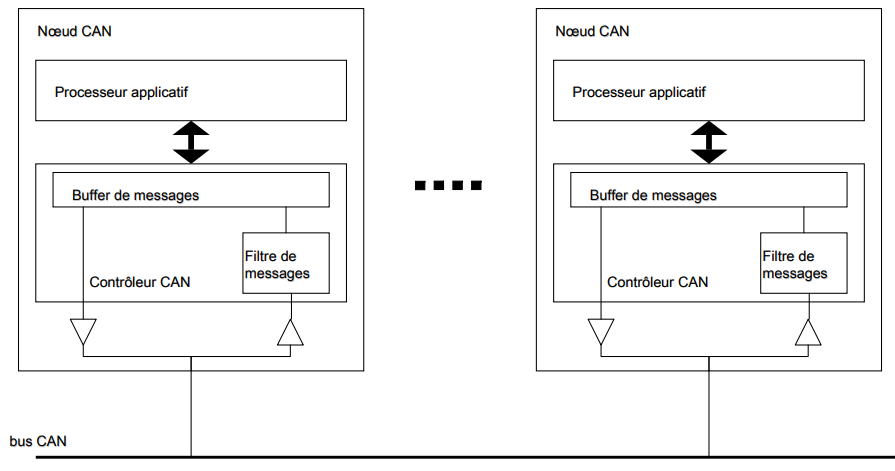 Nœud CAN
Processeur applicatif
Buffer de messages
Filtre de
messages
Contrôleur CAN
Nœud CAN
Processeur applicatif
Buffer de messages
Filtre de
messages
Contrôleur CAN
bus CAN